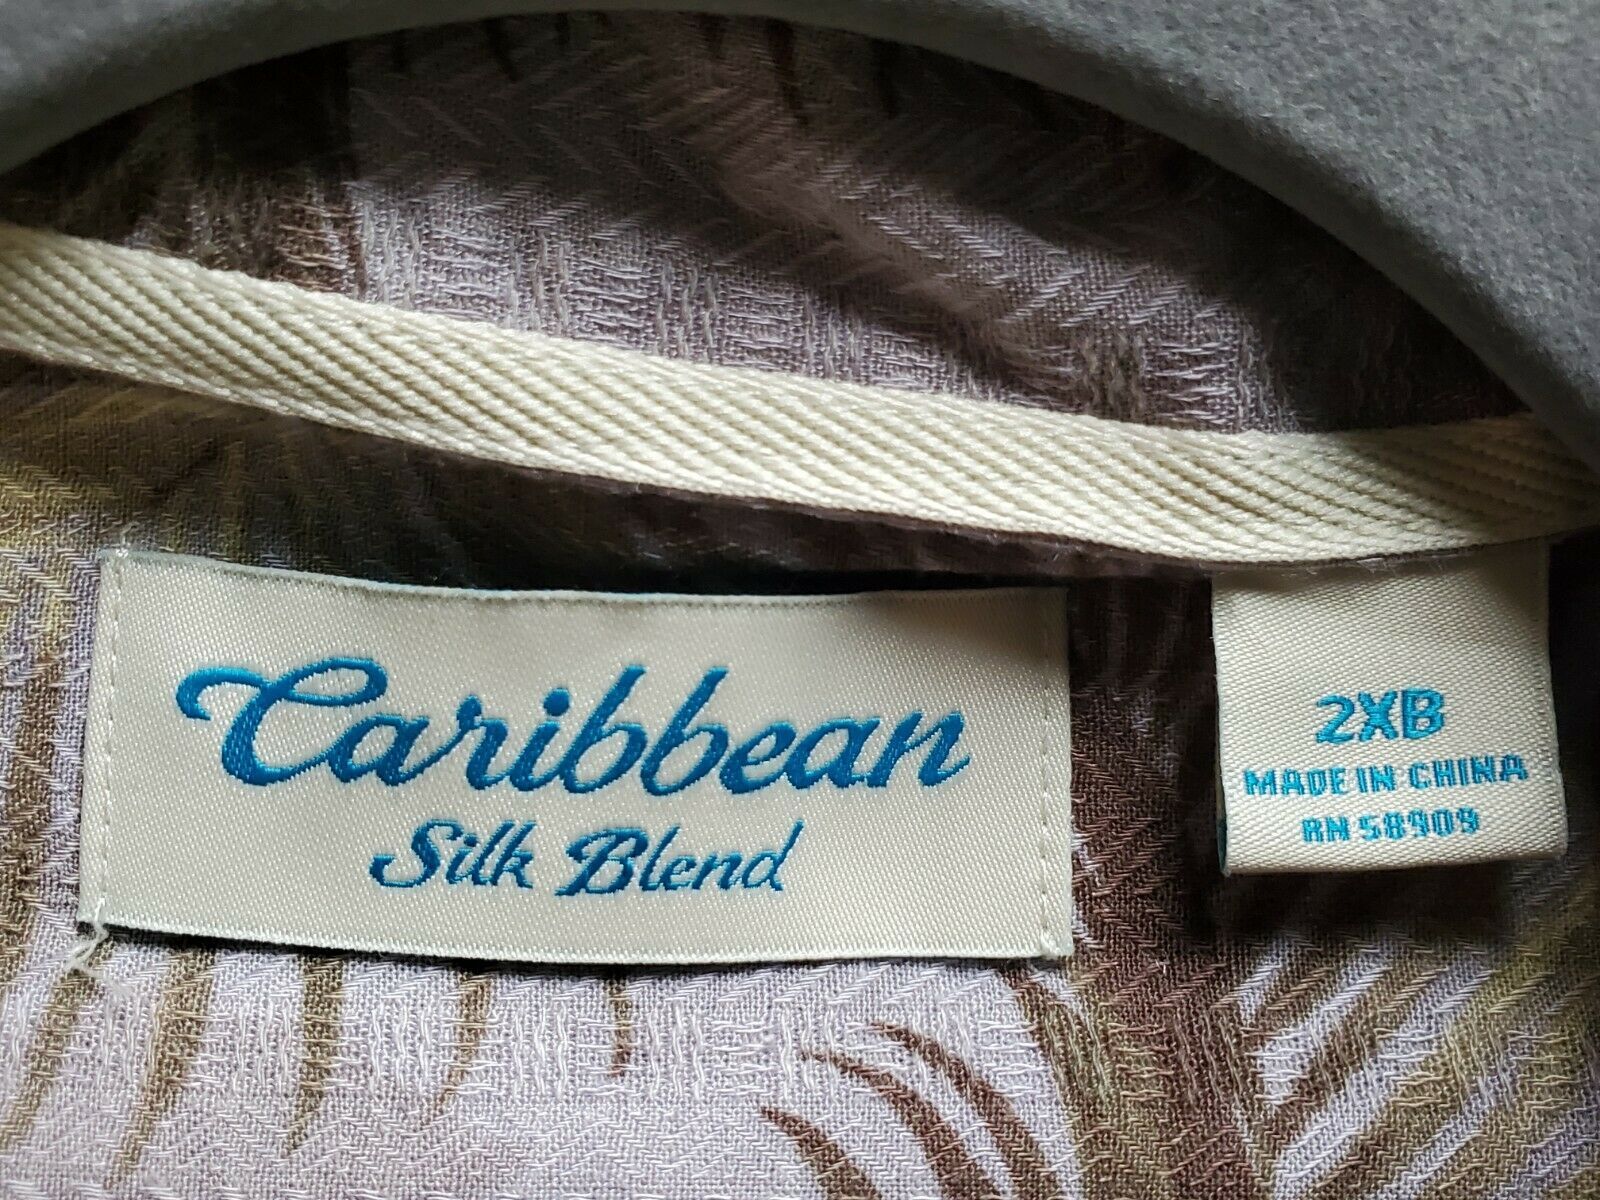 Caribbean
Silk Blend
2XB
MADE IN CHINA
RN 58909